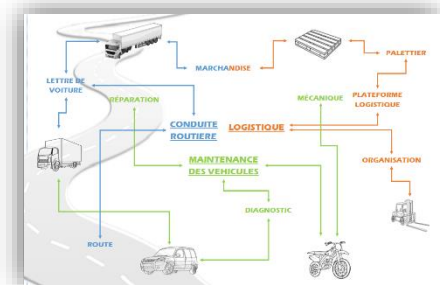 MARCHANDISE
PALETTIER
LETTRE DE
VOITURE
RÉPARATION
MÉCANIQUE
PLATEFORME
LOGISTIQUE
CONDUITE
ROUTIERE
LOGISTIQUE
MAINTENANCE
DES VEHICULES
ORGANISATION
DIAGNOSTIC
ROUTE